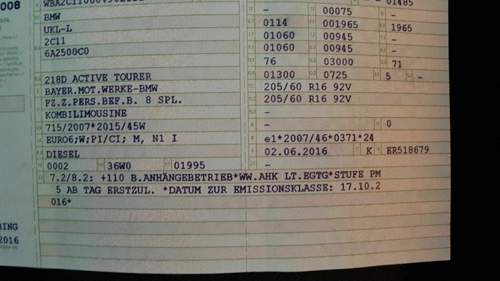 008
01485
BMW - 00075 -
UKL-L 0114 001965 1965
2C11 01060 00945 -
6A2500C0 01060 00945 -
76 03000 71
218D ACTIVE TOURER 01300 0725 5 -
BAYER.MOT.WERKE-BMW 205/60 R16 92V
FZ.Z.PERS.BEF.B. 8 SPL. 205/60 R16 92V
KOMBILIMOUSINE -
715/2007*2015/45W - 0
EURO6;W;PI/CI; M, N1 I e1*2007/46*0371*24
DIESEL 02.06.2016 K ER518679
0002 36W0 01995 -
7.2/8.2: +110 B.ANHÄNGEBETRIEB*WW.AHK LT.EGTG*STUFE PM
5 AB TAG ERSTZUL. *DATUM ZUR EMISSIONSKLASSE: 17.10.2
016*
ING
2016